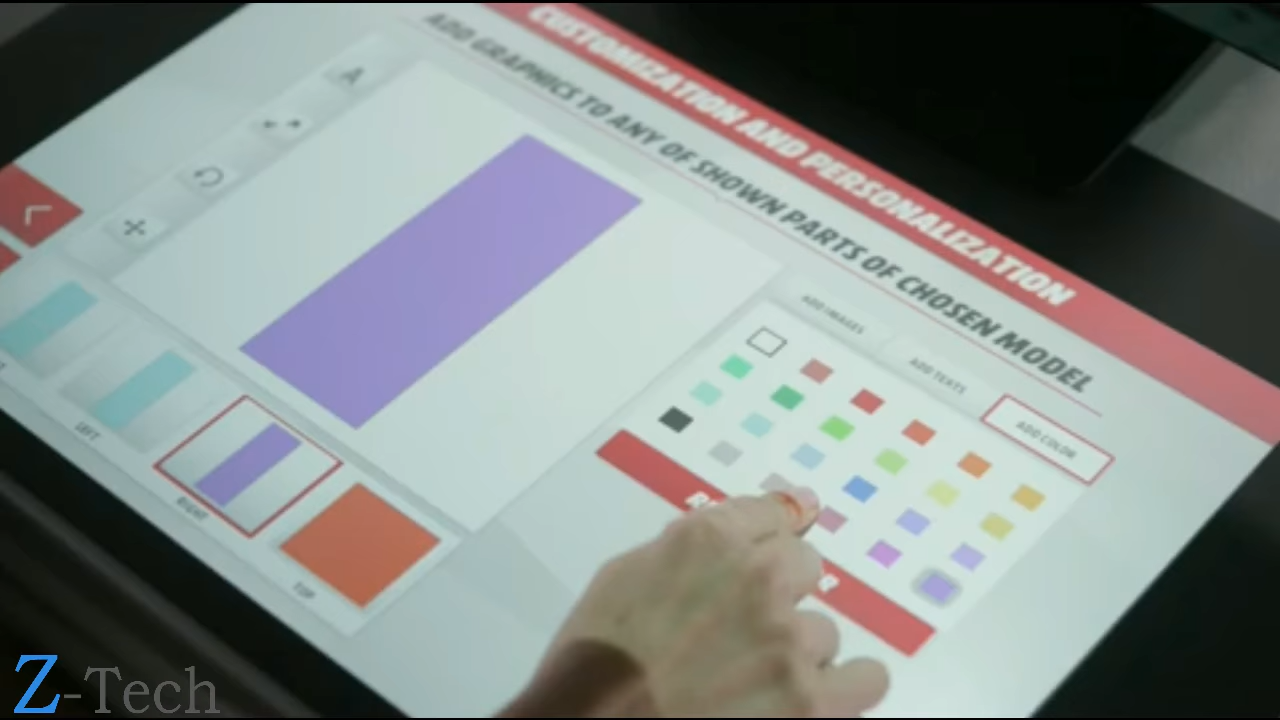 CUSTOMIZATION AND PERSONALIZATION
ADD GRAPHICS TO ANY OF SHOWN PARTS OF CHOSEN MODEL
A
ADD IMAGES
ADD TEXTS
ADD COLOR
LEFT
RIGHT
TOP
Z-Tech